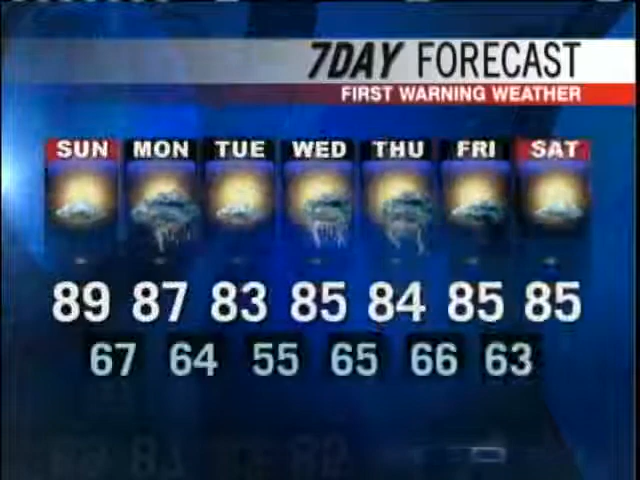 7DAY FORECAST
FIRST WARNING WEATHER
SUN MON TUE WED THU FRI SAT
89 87 83 85 84 85 85
67 64 55 65 66 63